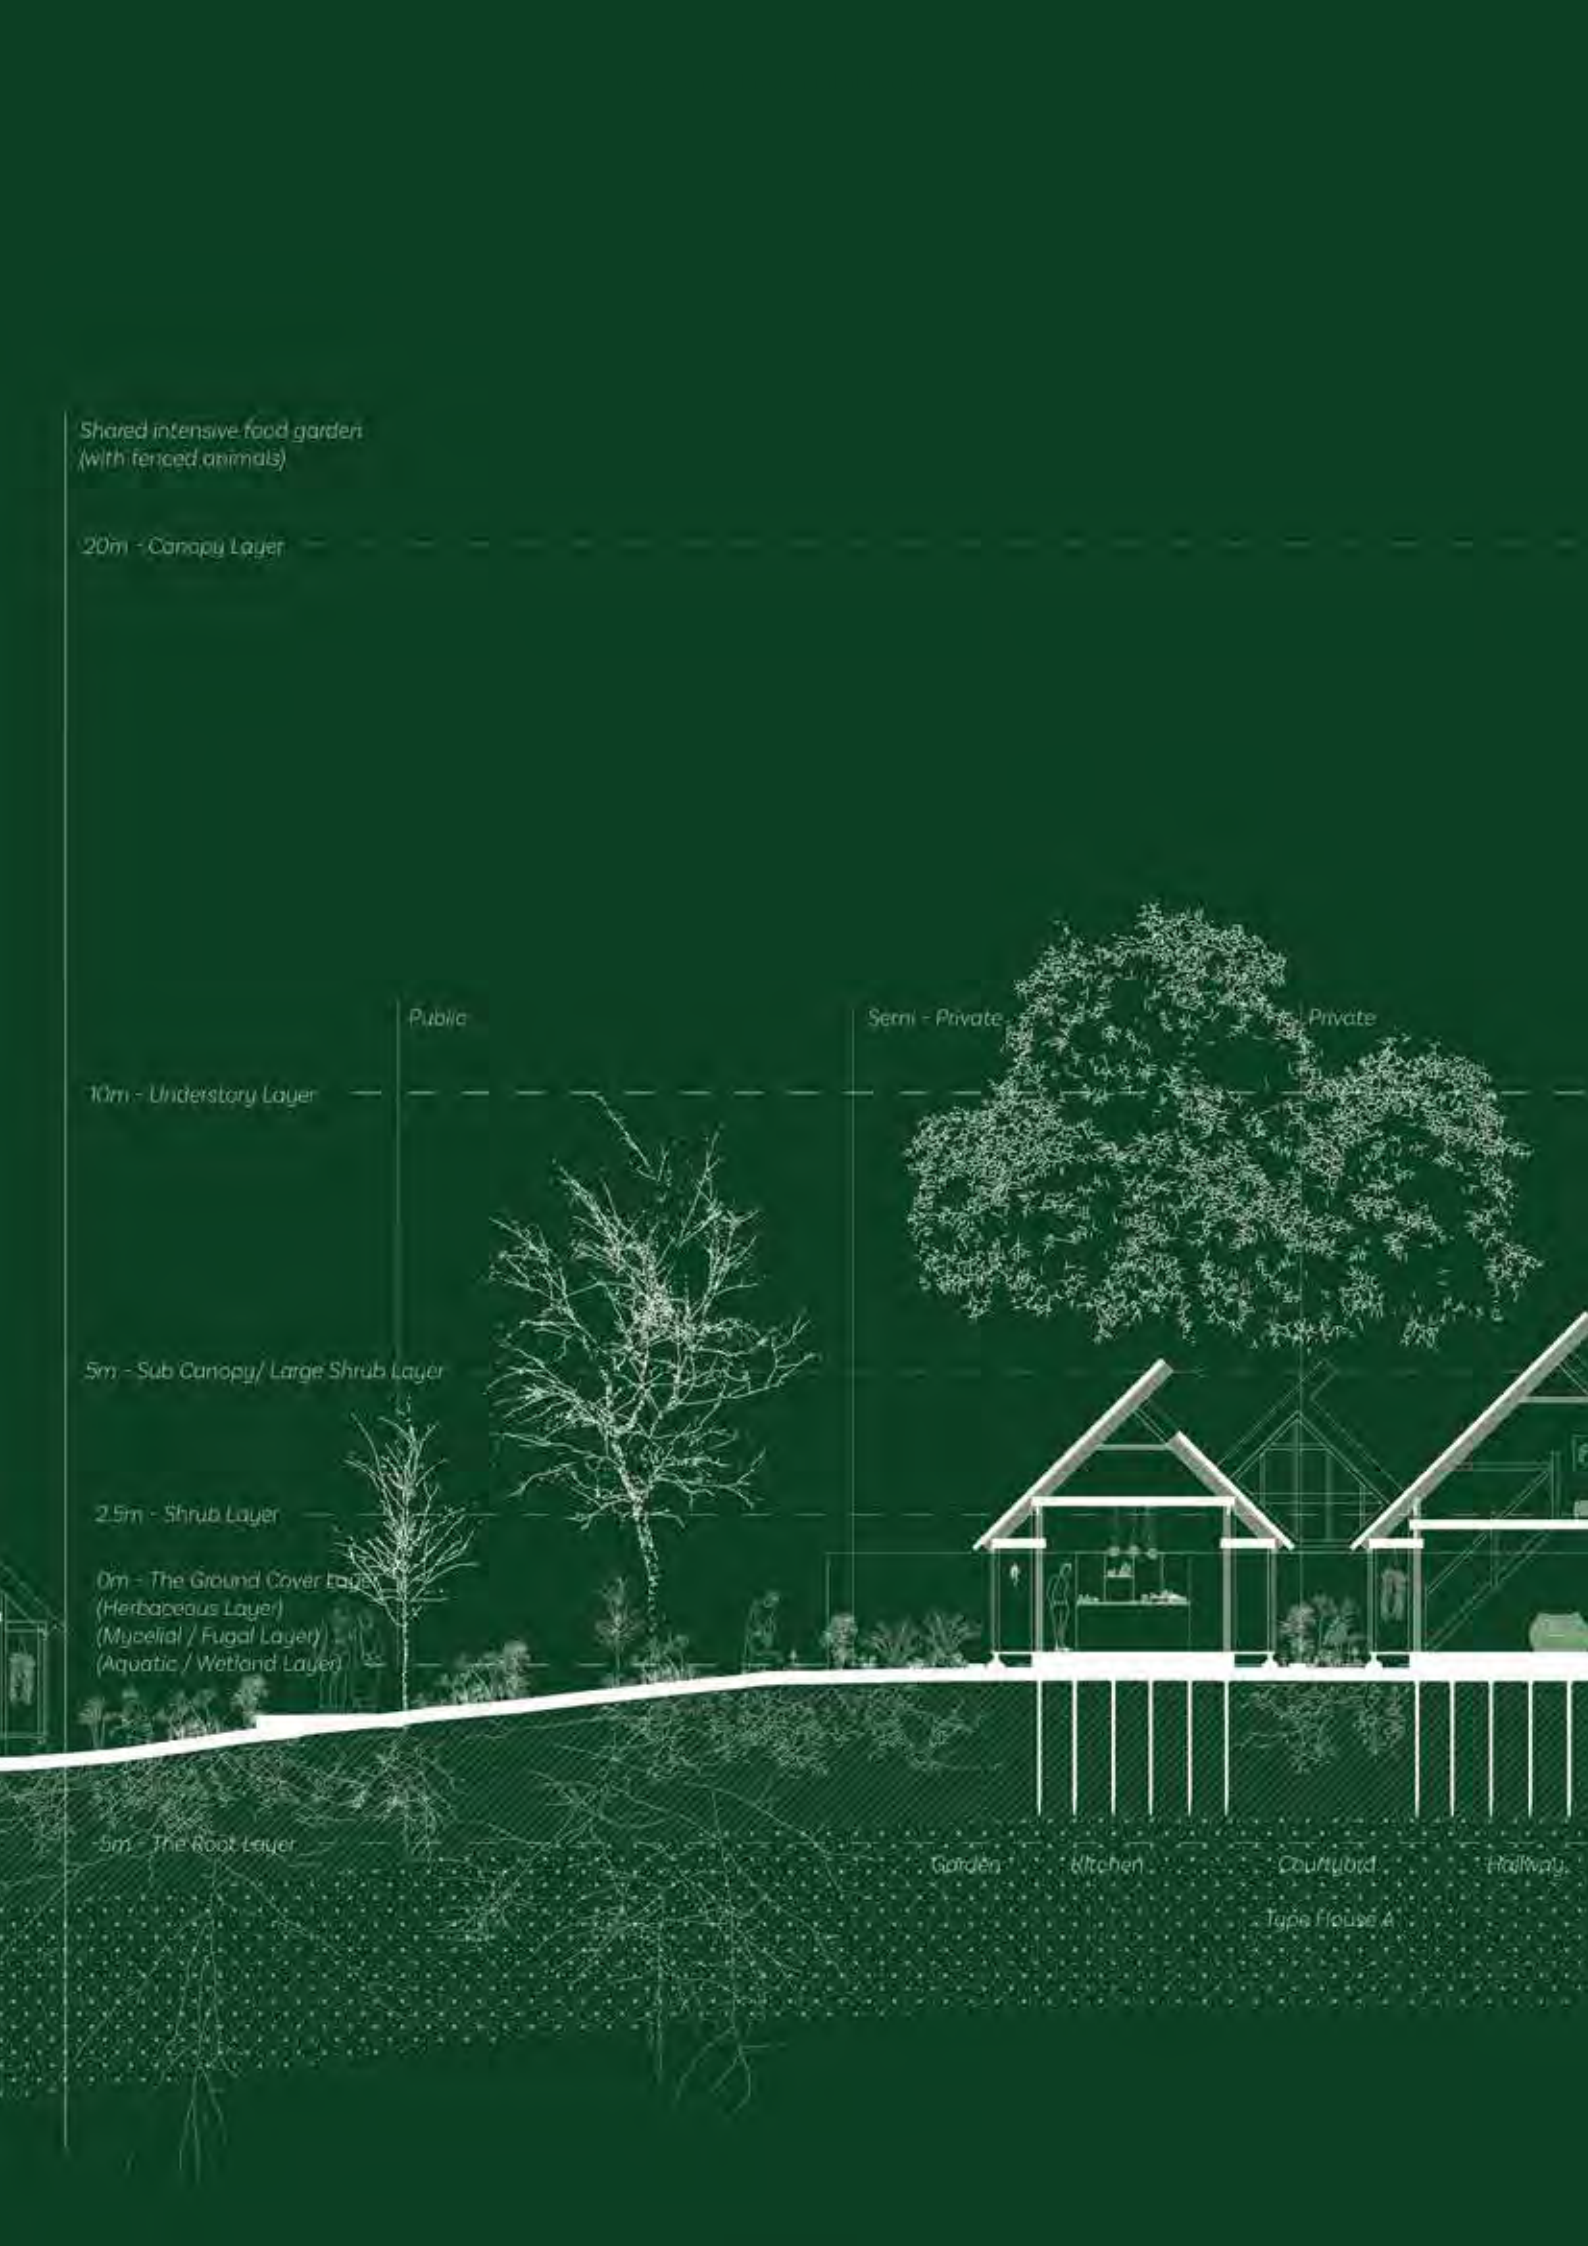 Shared intensive food garden
(with fenced animals)
20m - Canopy Layer
Public
Semi - Private
Private
10m - Understory Layer
5m - Sub Canopy/ Large Shrub Layer
2.5m - Shrub Layer
0m - The Ground Cover Layer
(Herbaceous Layer)
(Mycelial / Fugal Layer)
(Aquatic / Wetland Layer)
-5m - The Root Layer
Garden
Kitchen
Courtyard
Hallway
Type House A